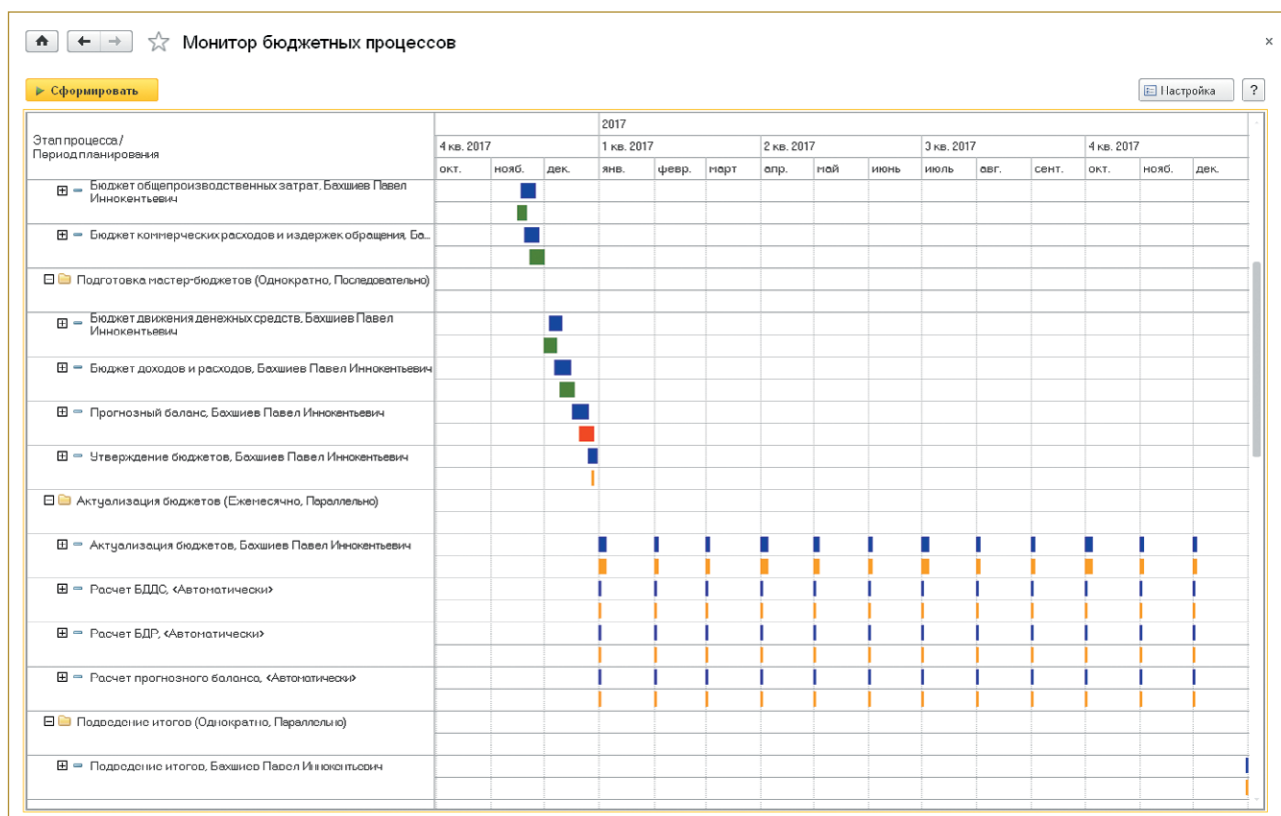 Монитор бюджетных процессов
×
Сформировать
Настройка
?
Этап процесса/
Период планирования
2017
4 кв. 2017
1 кв. 2017
2 кв. 2017
3 кв. 2017
4 кв. 2017
окт.
нояб.
дек.
янв.
февр.
март
апр.
май
июнь
июль
авг.
сент.
окт.
нояб.
дек.
Бюджет общепроизводственных затрат, Бахшиев Павел
Иннокентьевич
Бюджет коммерческих расходов и издержек обращения, Ба...
Подготовка мастер-бюджетов (Однократно, Последовательно)
Бюджет движения денежных средств, Бахшиев Павел
Иннокентьевич
Бюджет доходов и расходов, Бахшиев Павел Иннокентьевич
Прогнозный баланс, Бахшиев Павел Иннокентьевич
Утверждение бюджетов, Бахшиев Павел Иннокентьевич
Актуализация бюджетов (Ежемесячно, Параллельно)
Актуализация бюджетов, Бахшиев Павел Иннокентьевич
Расчет БДДС, <Автоматически>
Расчет БДР, <Автоматически>
Расчет прогнозного баланса, <Автоматически>
Подведение итогов (Однократно, Параллельно)
Подведение итогов, Бахшиев Павел Иннокентьевич